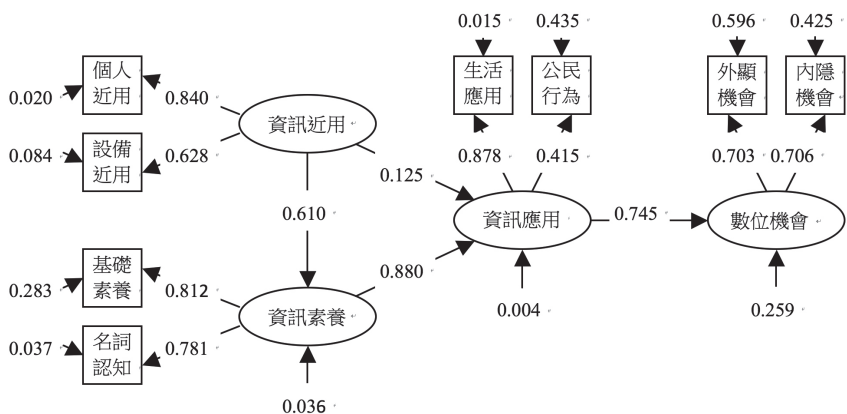 0.015
0.435
0.596
0.425
個人
近用
生活
應用
公民
行為
外顯
機會
內隱
機會
0.020
0.840
資訊近用
設備
近用
0.084
0.628
0.878
0.415
0.703
0.706
0.125
0.610
資訊應用
0.745
數位機會
基礎
素養
0.283
0.812
0.880
資訊素養
0.004
0.259
名詞
認知
0.037
0.781
0.036